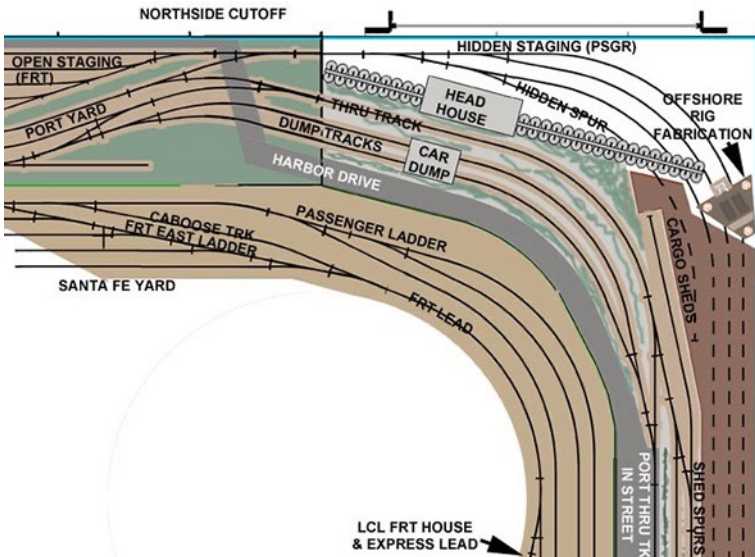 NORTHSIDE CUTOFF
HIDDEN STAGING (PSGR)
OPEN STAGING
(FRT)
HEAD
HOUSE
HIDDEN SPUR
OFFSHORE
RIG
FABRICATION
PORT YARD
THRU TRACK
DUMP TRACKS
CAR
DUMP
HARBOR DRIVE
CABOOSE TRK
PASSENGER LADDER
FRT EAST LADDER
CARGO SHEDS
SANTA FE YARD
FRT LEAD
PORT THRU TK
IN STREET
SHED SPURS
LCL FRT HOUSE
& EXPRESS LEAD